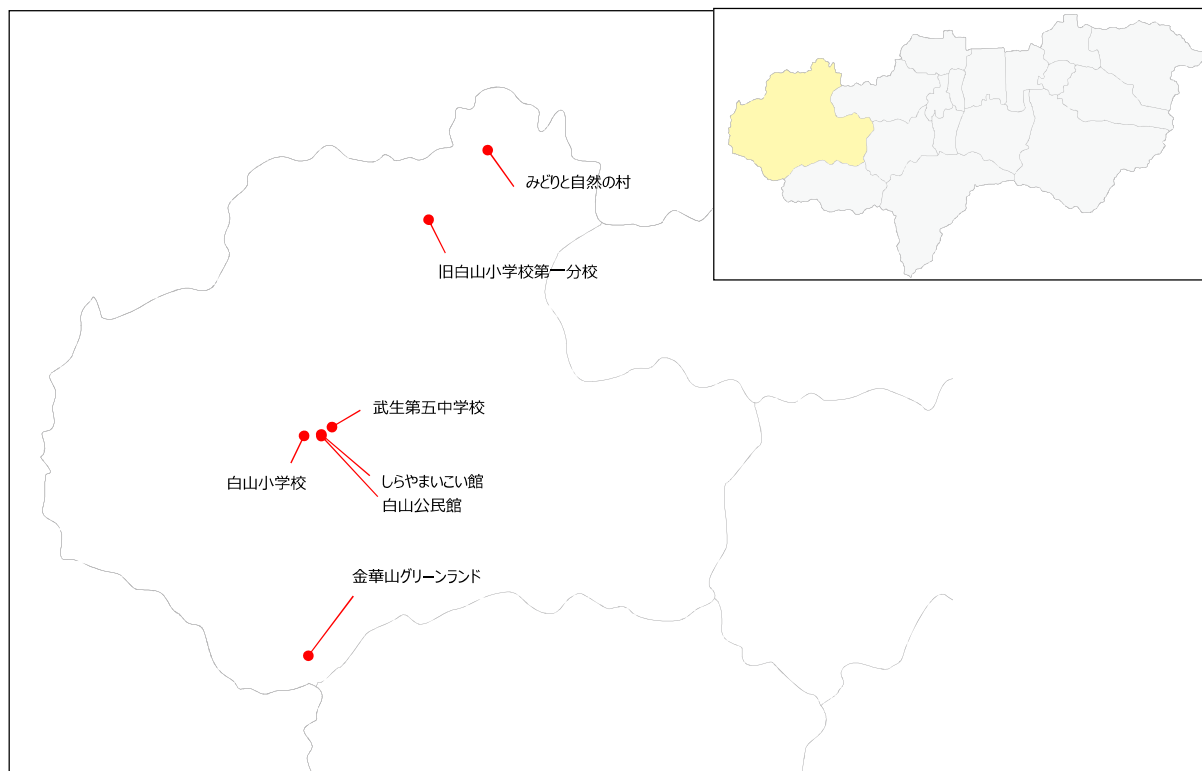 みどりと自然の村
旧白山小学校第一分校
武生第五中学校
白山小学校
しらやまいこい館
白山公民館
金華山グリーンランド